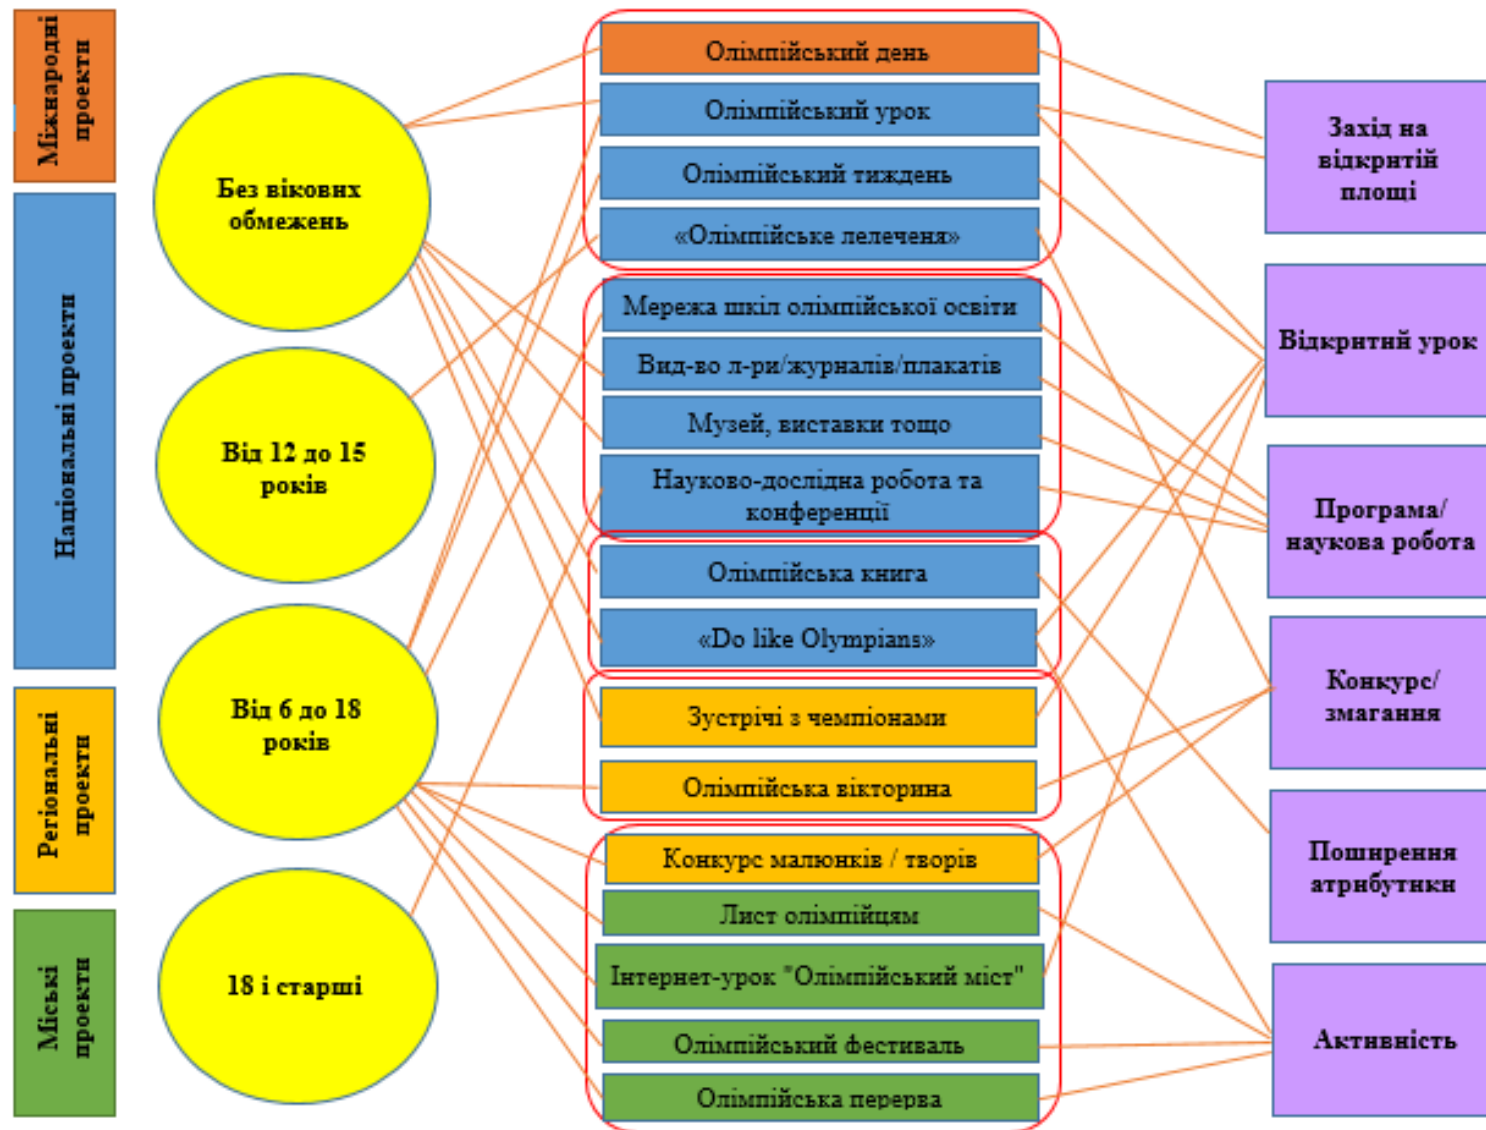 Міжнародні
проекти
Національні проекти
Регіональні
проекти
Міські
проекти
Без вікових
обмежень
Від 12 до 15
років
Від 6 до 18
років
18 і старші
Олімпійський день
Олімпійський урок
Олімпійський тиждень
«Олімпійське лелеченя»
Мережа шкіл олімпійської освіти
Вид-во л-ри/журналів/плакатів
Музей, виставки тощо
Науково-дослідна робота та
конференції
Олімпійська книга
«Do like Olympians»
Зустрічі з чемпіонами
Олімпійська вікторина
Конкурс малюнків / творів
Лист олімпійцям
Інтернет-урок "Олімпійський міст"
Олімпійський фестиваль
Олімпійська перерва
Захід на
відкритій
площі
Відкритий урок
Програма/
наукова робота
Конкурс/
змагання
Поширення
атрибутики
Активність